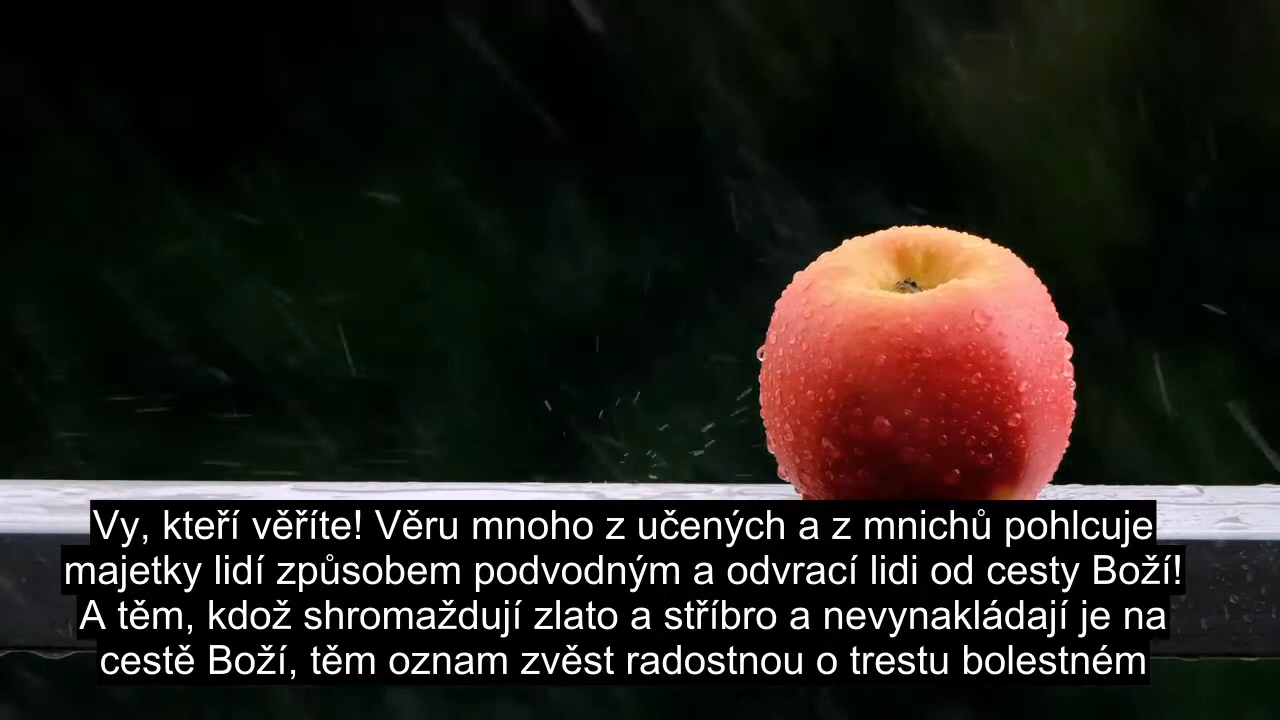 Vy, kteří věříte! Věru mnoho z učených a z mnichů pohlcuje
majetky lidí způsobem podvodným a odvrací lidi od cesty Boží!
A těm, kdož shromažďují zlato a stříbro a nevynakládají je na
cestě Boží, těm oznam zvěst radostnou o trestu bolestném